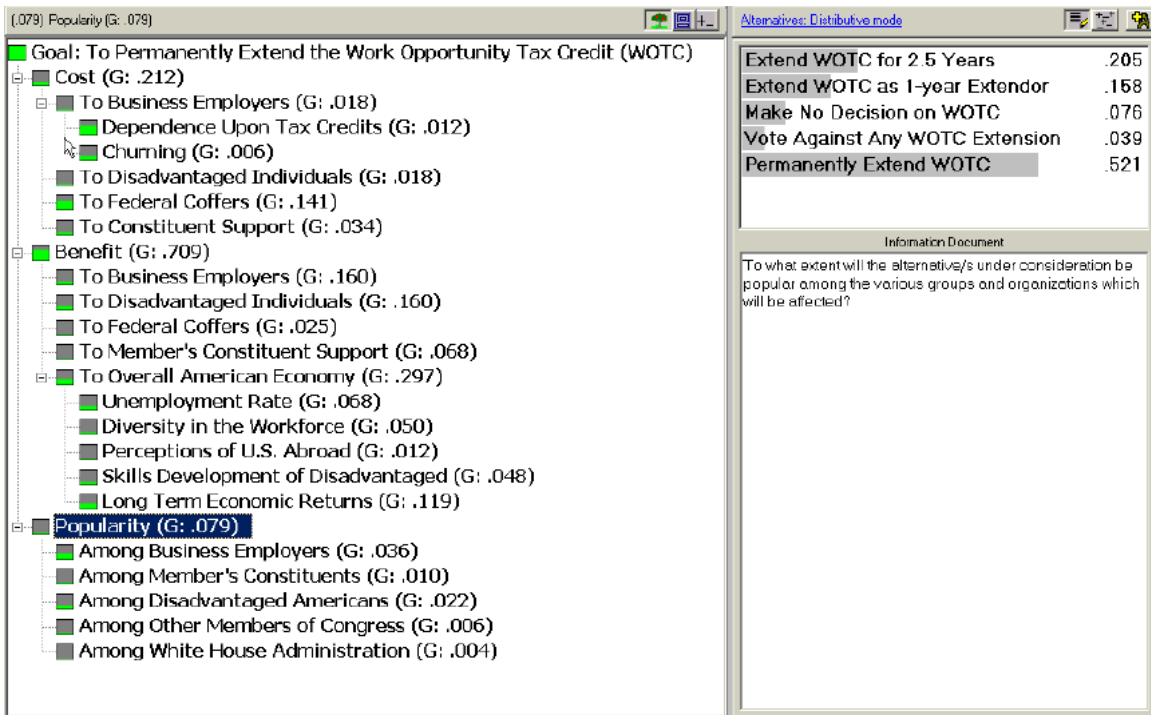 (.079) Popularity (G: .079)
Goal: To Permanently Extend the Work Opportunity Tax Credit (WOTC)
Cost (G: .212)
To Business Employers (G: .018)
Dependence Upon Tax Credits (G: .012)
Churning (G: .006)
To Disadvantaged Individuals (G: .018)
To Federal Coffers (G: .141)
To Constituent Support (G: .034)
Benefit (G: .709)
To Business Employers (G: .160)
To Disadvantaged Individuals (G: .160)
To Federal Coffers (G: .025)
To Member's Constituent Support (G: .068)
To Overall American Economy (G: .297)
Unemployment Rate (G: .068)
Diversity in the Workforce (G: .050)
Perceptions of U.S. Abroad (G: .012)
Skills Development of Disadvantaged (G: .048)
Long Term Economic Returns (G: .119)
Popularity (G: .079)
Among Business Employers (G: .036)
Among Member's Constituents (G: .010)
Among Disadvantaged Americans (G: .022)
Among Other Members of Congress (G: .006)
Among White House Administration (G: .004)
Alternatives: Distributive mode
Extend WOTC for 2.5 Years .205
Extend WOTC as 1-year Extendor .158
Make No Decision on WOTC .076
Vote Against Any WOTC Extension .039
Permanently Extend WOTC .521
Information Document
To what extent will the alternative/s under consideration be
popular among the various groups and organizations which
will be affected?